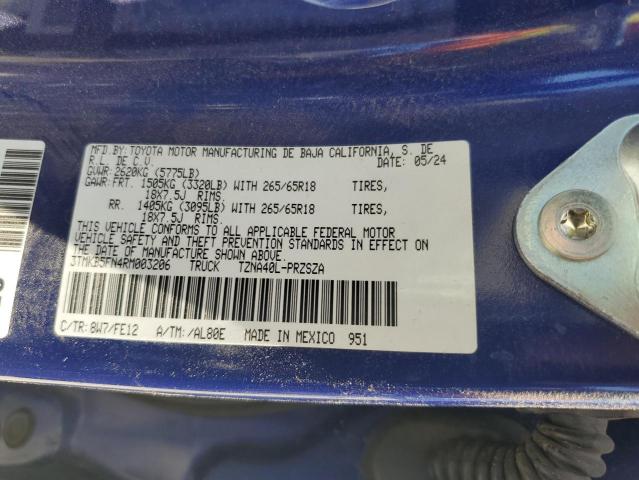 MFD.BY:TOYOTA MOTOR MANUFACTURING DE BAJA CALIFORNIA, S. DE
R.L. DE C.V. DATE: 05/24
GVWR:2620KG (5775LB)
GAWR:FRT. 1505KG (3320LB) WITH 265/65R18 TIRES,
18X7.5J RIMS.
RR. 1405KG (3095LB) WITH 265/65R18 TIRES,
18X7.5J RIMS.
THIS VEHICLE CONFORMS TO ALL APPLICABLE FEDERAL MOTOR
VEHICLE SAFETY AND THEFT PREVENTION STANDARDS IN EFFECT ON
THE DATE OF MANUFACTURE SHOWN ABOVE.
3TMKB5FN4RM003206 TRUCK TZNA40L-PRZSZA
C/TR: 8W7/FE12 A/TM: /AL80E MADE IN MEXICO 951